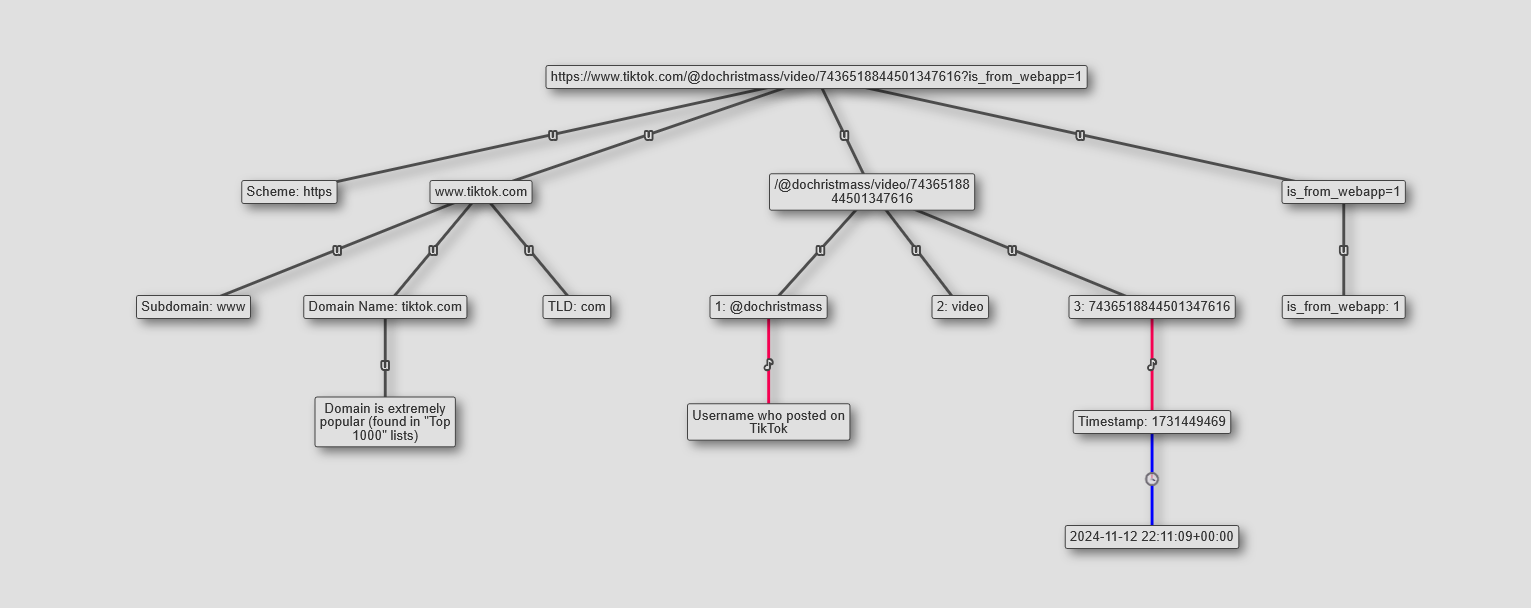 https://www.tiktok.com/@dochristmass/video/7436518844501347616?is_from_webapp=1
Scheme: https
www.tiktok.com
/@dochristmass/video/74365188
44501347616
is_from_webapp=1
Subdomain: www
Domain Name: tiktok.com
TLD: com
1: @dochristmass
2: video
3: 7436518844501347616
is_from_webapp: 1
Domain is extremely
popular (found in "Top
1000" lists)
Username who posted on
TikTok
Timestamp: 1731449469
2024-11-12 22:11:09+00:00